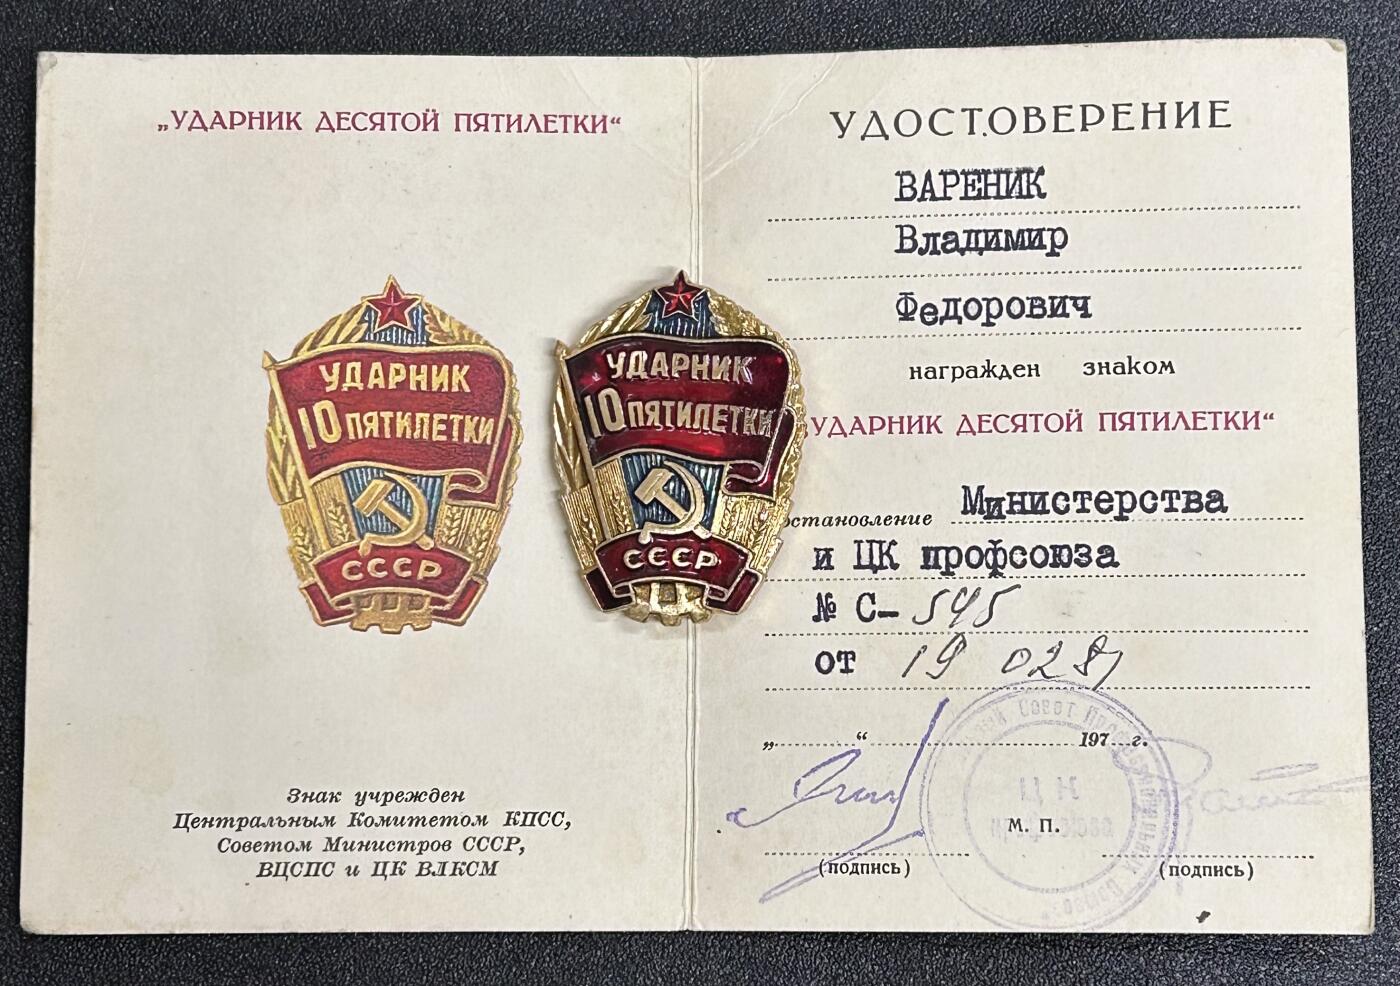 „УДАРНИК ДЕСЯТОЙ ПЯТИЛЕТКИ“
УДАРНИК
10 ПЯТИЛЕТКИ
СССР
Знак учрежден
Центральным Комитетом КПСС,
Советом Министров СССР,
ВЦСПС и ЦК ВЛКСМ
УДАРНИК
10 ПЯТИЛЕТКИ
СССР
УДОСТОВЕРЕНИЕ
ВАРЕНИК
Владимир
Федорович
награжден знаком
„УДАРНИК ДЕСЯТОЙ ПЯТИЛЕТКИ“
Министерства
и ЦК профсоюза
№ С- 545
от 19 02 81
„ “ 197 г.
Совет
ЦК
профсоюза
М. П.
(подпись) (подпись)